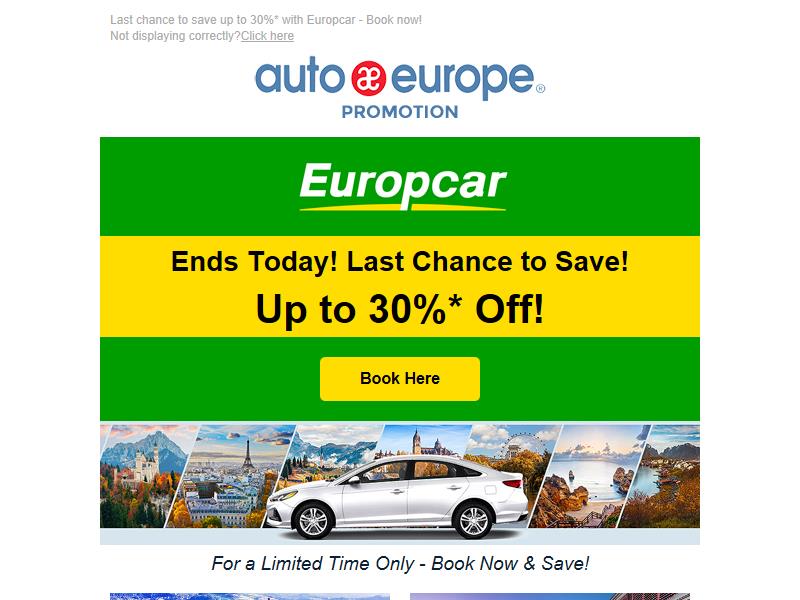 Last chance to save up to 30%* with Europcar - Book now!
Not displaying correctly?Click here
auto æ europe®
PROMOTION
Europcar
Ends Today! Last Chance to Save!
Up to 30%* Off!
Book Here
For a Limited Time Only - Book Now & Save!